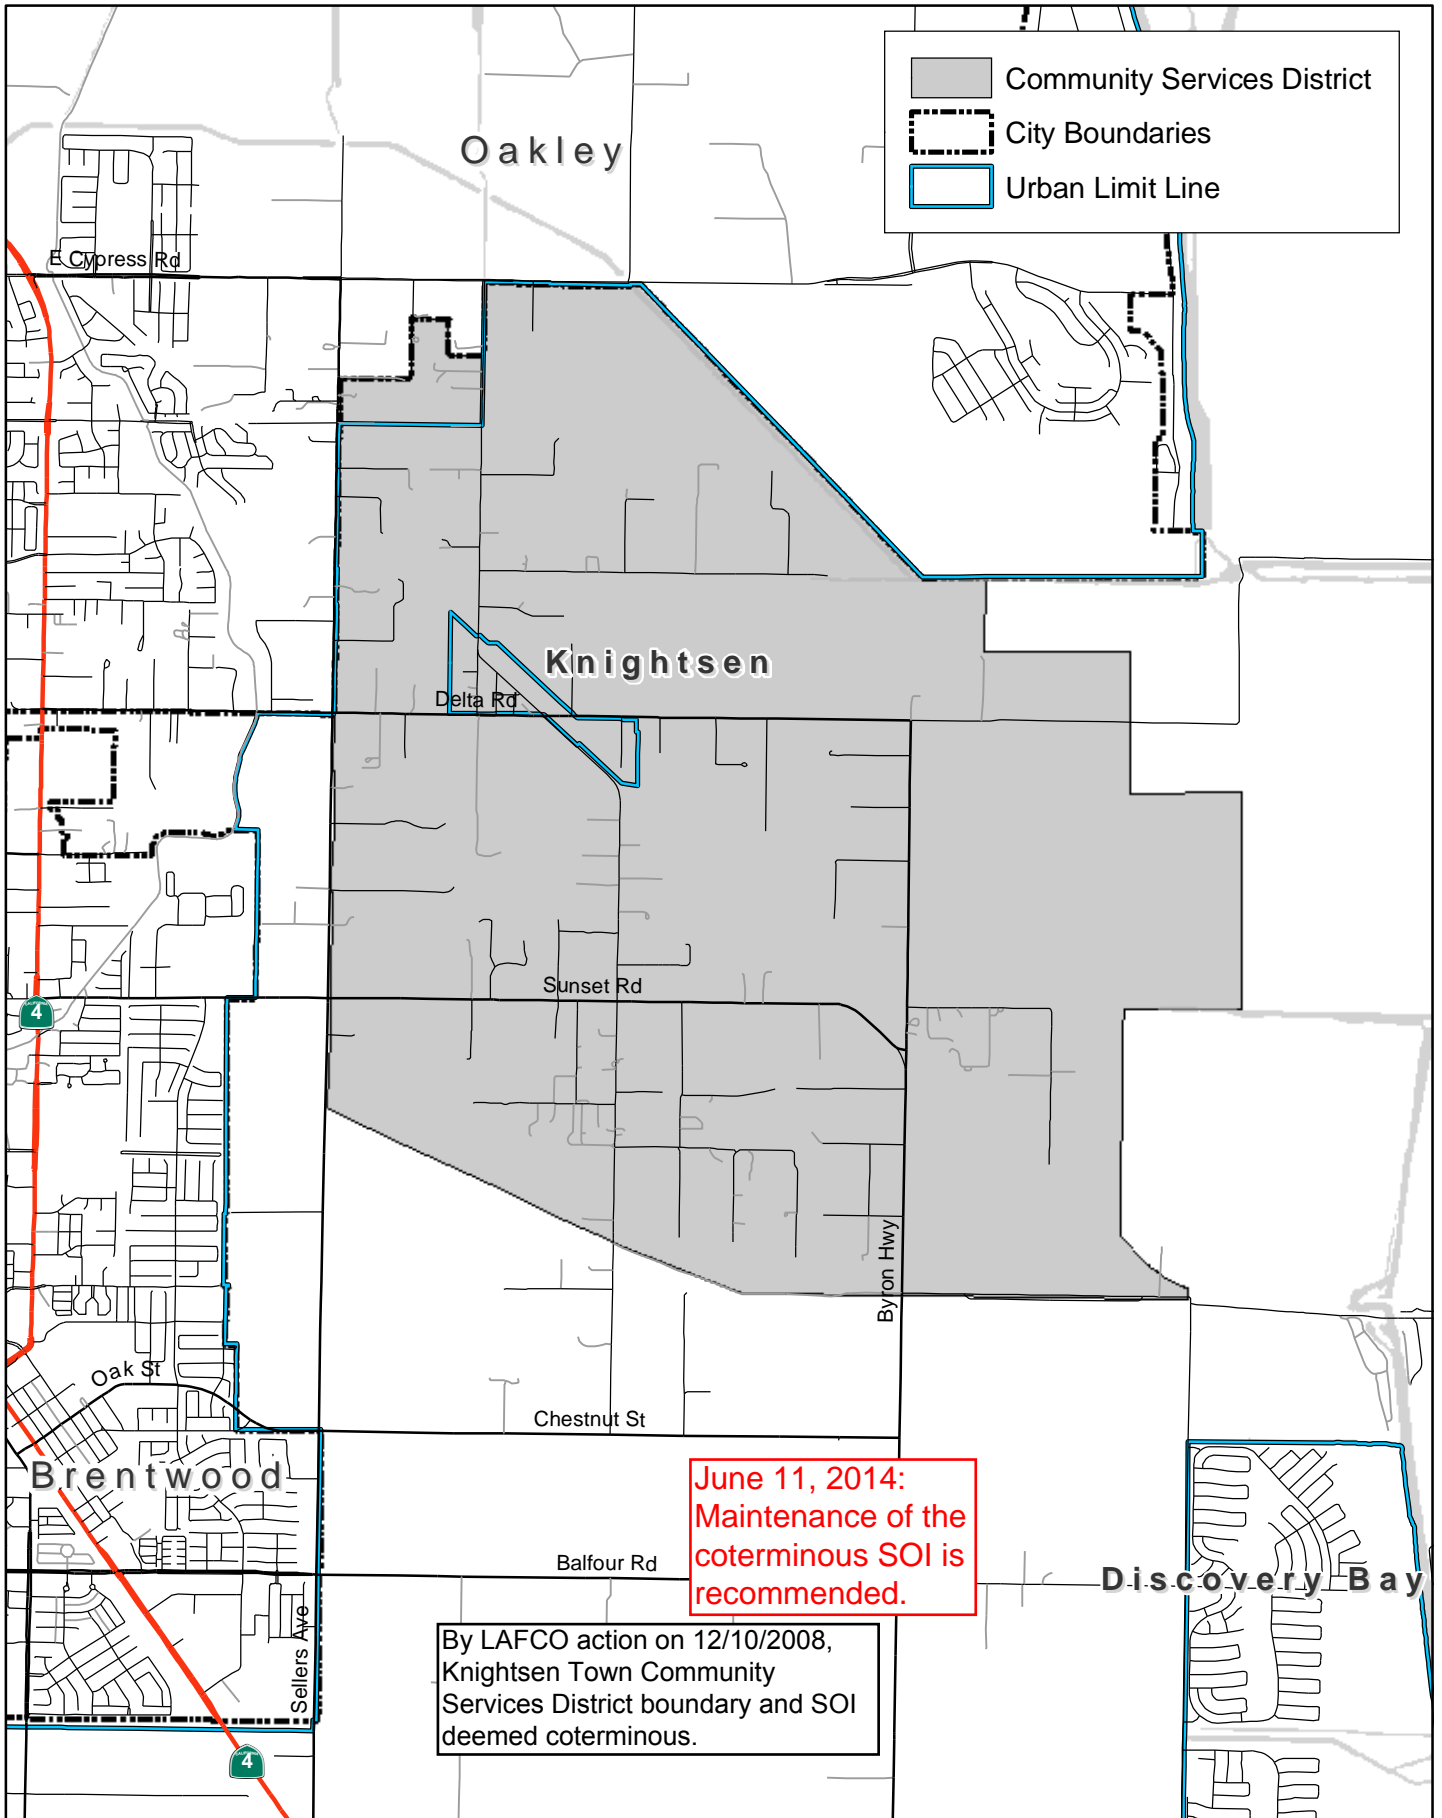 Community Services District
City Boundaries
Urban Limit Line
Oakley
E Cypress Rd
Knightsen
Delta Rd
Sunset Rd
4
Byron Hwy
Oak St
Chestnut St
Brentwood
June 11, 2014:
Maintenance of the
coterminous SOI is
recommended.
Balfour Rd
Discovery Bay
Sellers Ave
By LAFCO action on 12/10/2008,
Knightsen Town Community
Services District boundary and SOI
deemed coterminous.
4